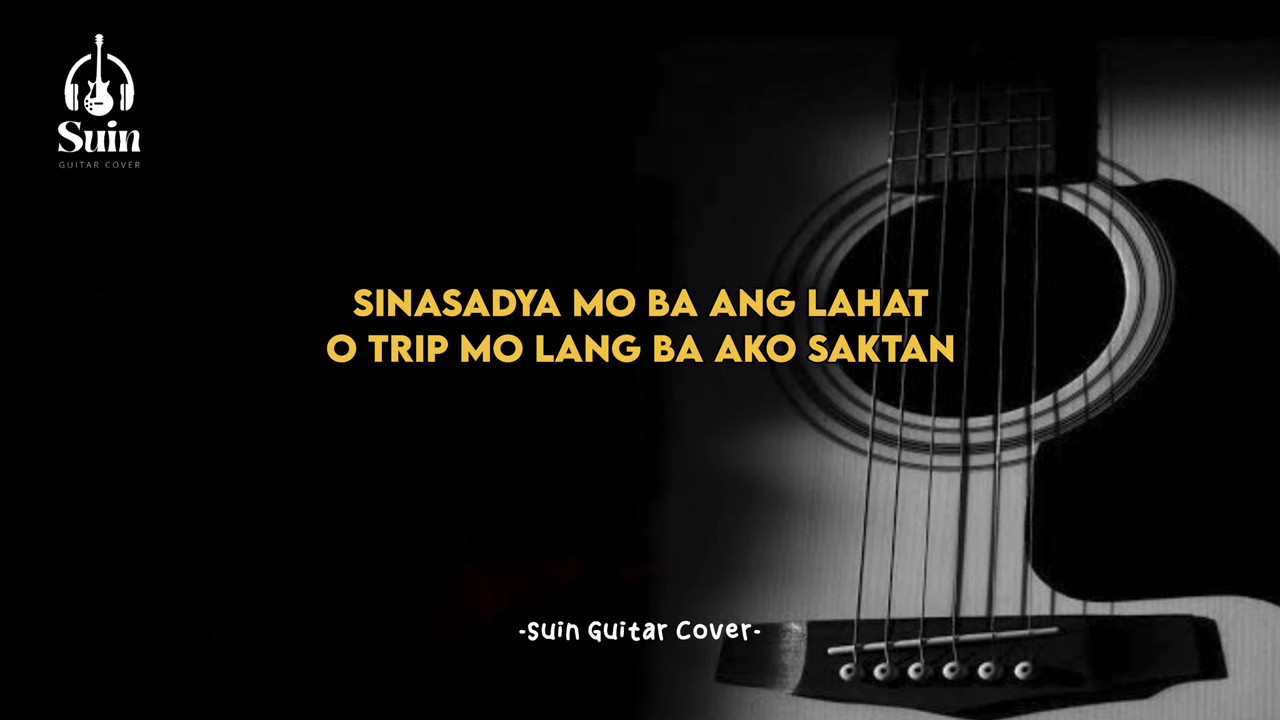 Suin
GUITAR COVER
SINASADYA MO BA ANG LAHAT
O TRIP MO LANG BA AKO SAKTAN
-Suin Guitar Cover-